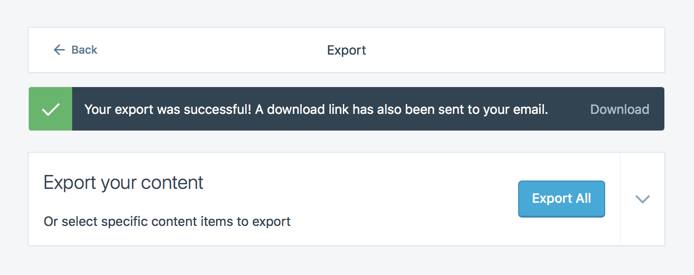 Back
Export
Your export was successful! A download link has also been sent to your email.
Download
Export your content
Export All
Or select specific content items to export